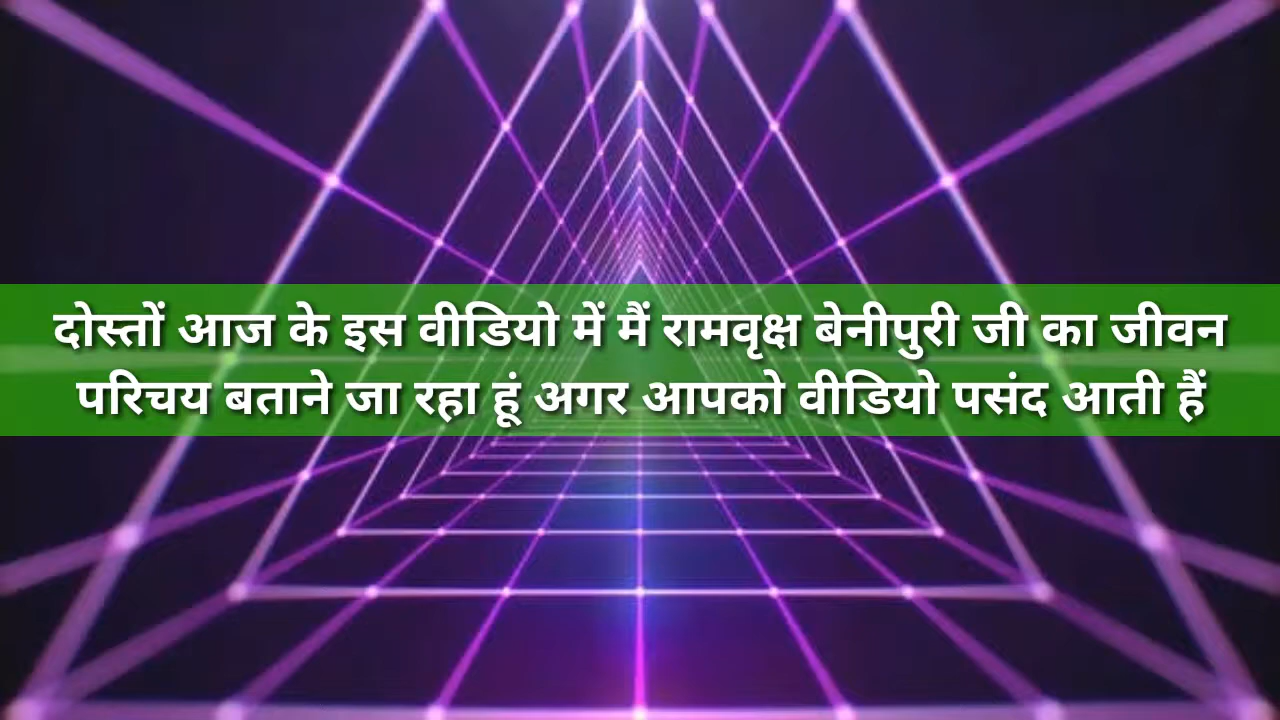 दोस्तों आज के इस वीडियो में मैं रामवृक्ष बेनीपुरी जी का जीवन
परिचय बताने जा रहा हूं अगर आपको वीडियो पसंद आती हैं